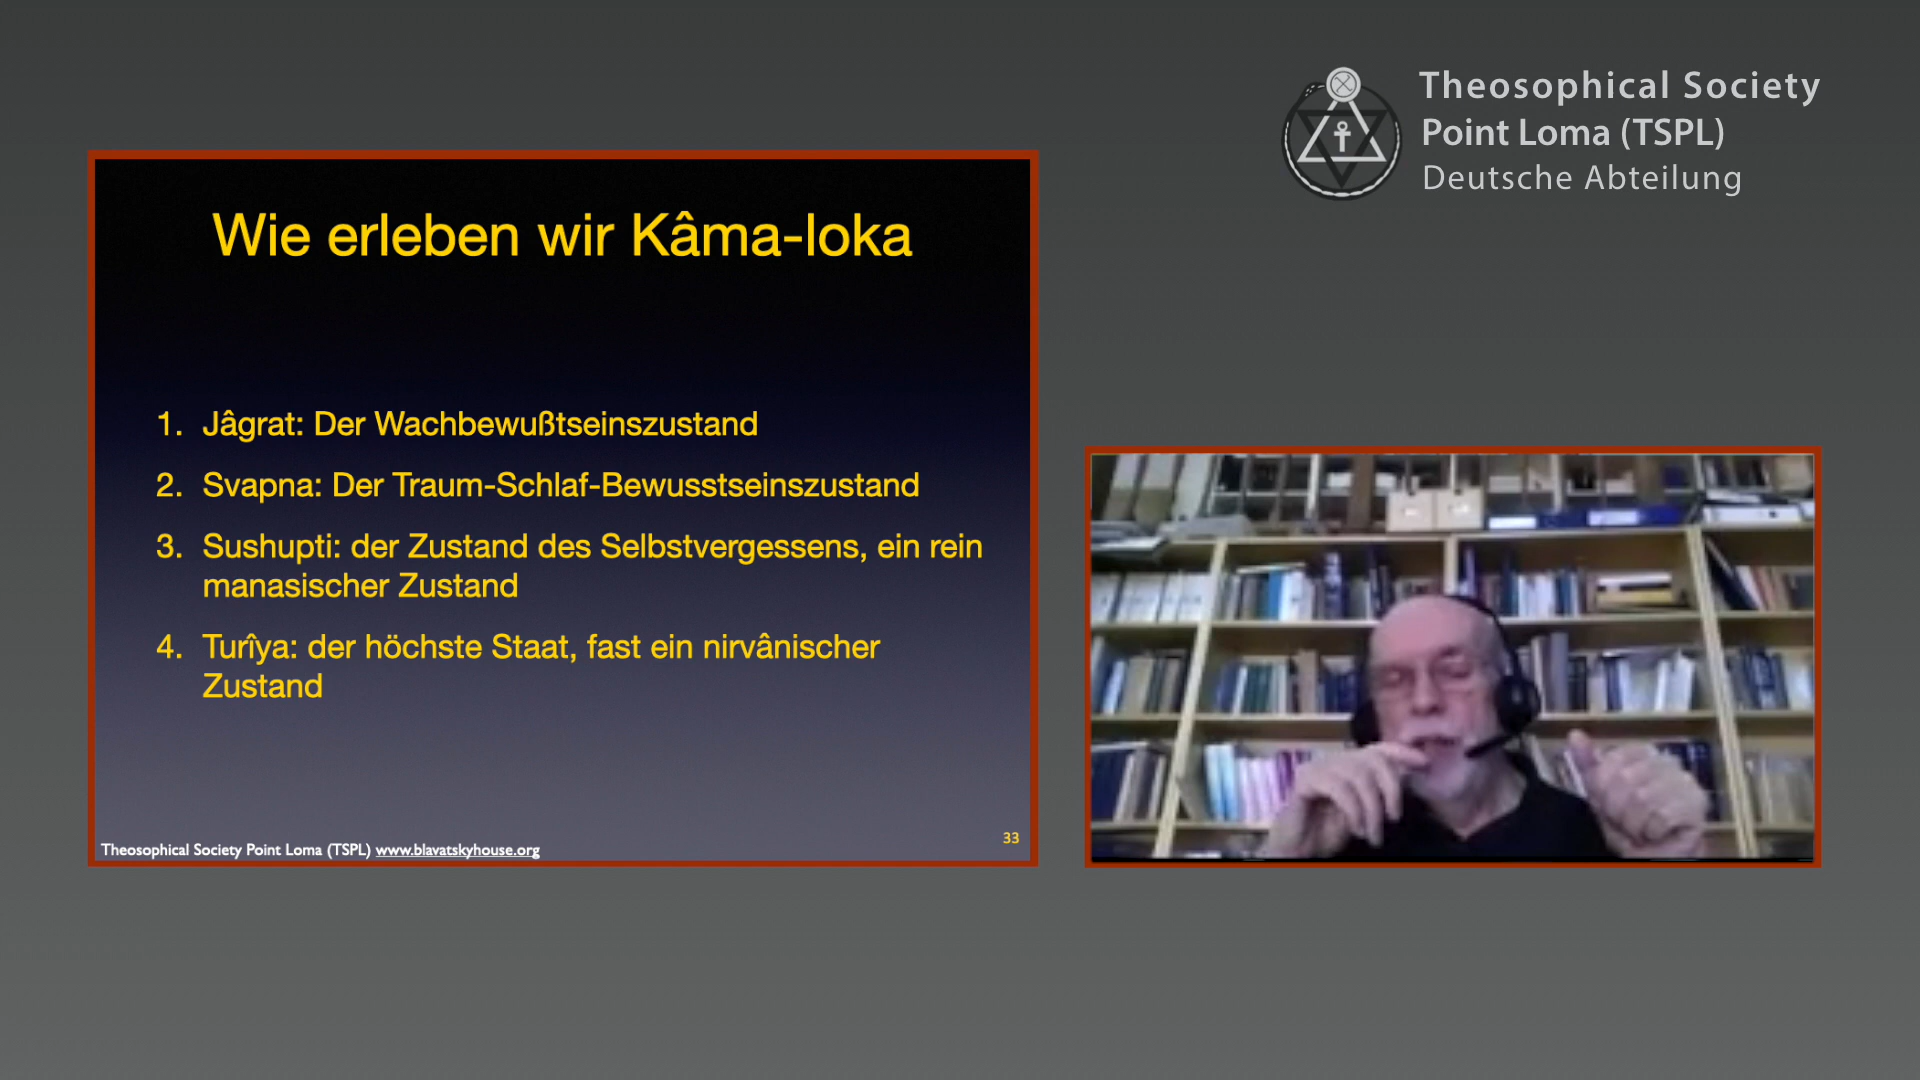 Theosophical Society
Point Loma (TSPL)
Deutsche Abteilung
Wie erleben wir Kâma-loka
1. Jâgrat: Der Wachbewußtseinszustand
2. Svapna: Der Traum-Schlaf-Bewusstseinszustand
3. Sushupti: der Zustand des Selbstvergessens, ein rein
manasischer Zustand
4. Turîya: der höchste Staat, fast ein nirvânischer
Zustand
Theosophical Society Point Loma (TSPL) www.blavatskyhouse.org
33